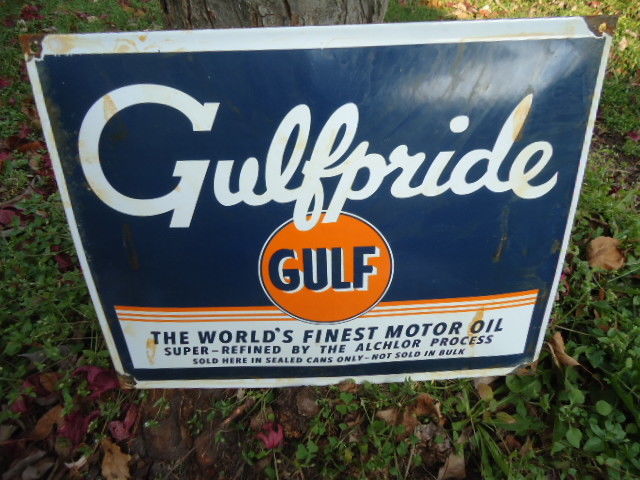 Gulfpride
GULF
THE WORLD'S FINEST MOTOR OIL
SUPER-REFINED BY THE ALCHLOR PROCESS
SOLD HERE IN SEALED CANS ONLY-NOT SOLD IN BULK